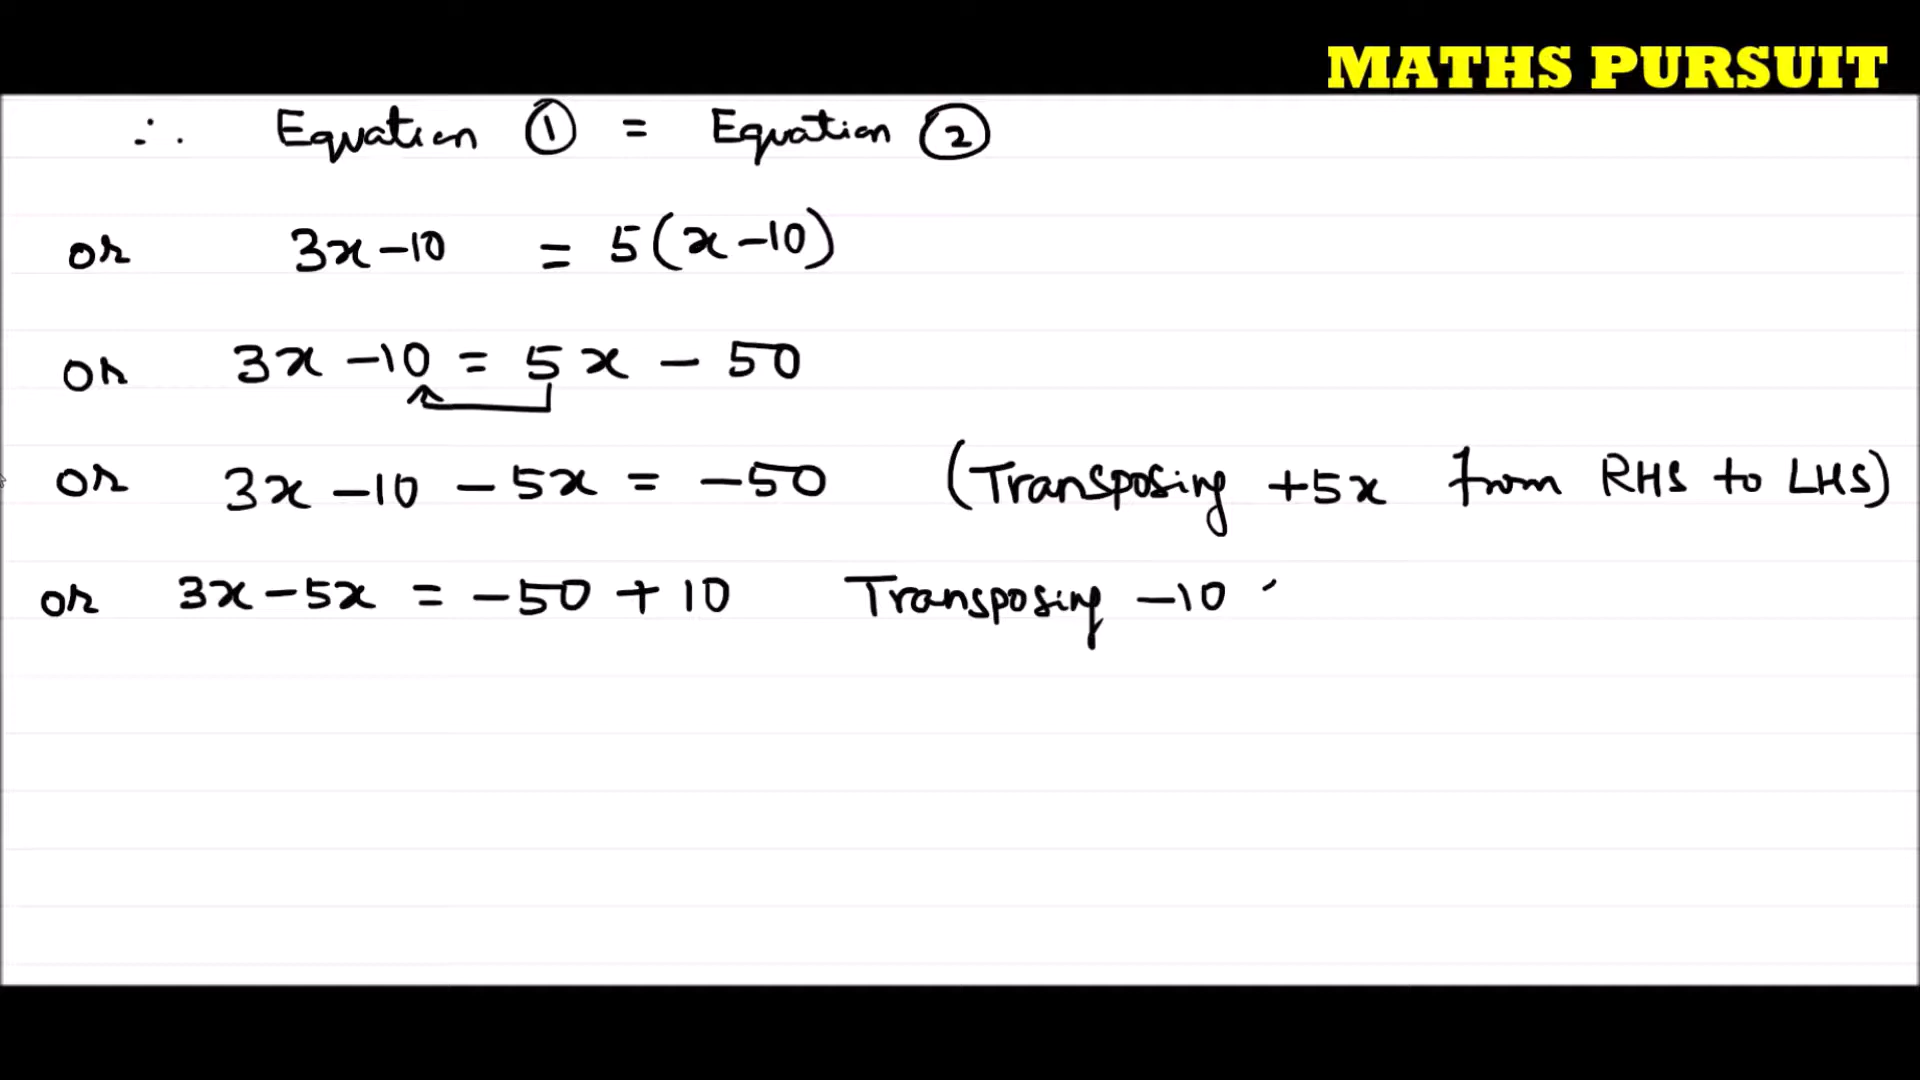 MATHS PURSUIT
∴ Equation ① = Equation ②
or 3x - 10 = 5(x - 10)
or 3x - 10 = 5x - 50
or 3x - 10 - 5x = -50 (Transposing +5x from RHS to LHS)
or 3x - 5x = -50 + 10 Transposing -10